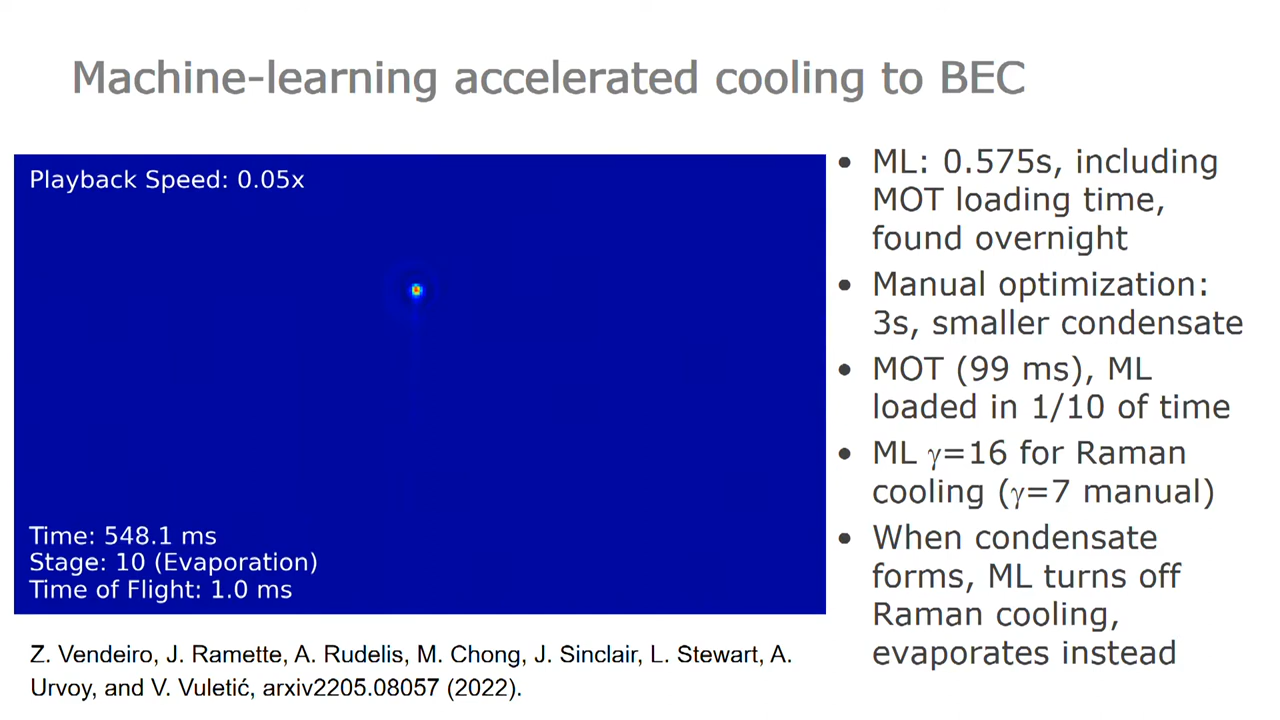 Machine-learning accelerated cooling to BEC
Playback Speed: 0.05x
Time: 548.1 ms
Stage: 10 (Evaporation)
Time of Flight: 1.0 ms
Z. Vendeiro, J. Ramette, A. Rudelis, M. Chong, J. Sinclair, L. Stewart, A.
Urvoy, and V. Vuletić, arxiv2205.08057 (2022).
• ML: 0.575s, including
MOT loading time,
found overnight
• Manual optimization:
3s, smaller condensate
• MOT (99 ms), ML
loaded in 1/10 of time
• ML γ=16 for Raman
cooling (γ=7 manual)
• When condensate
forms, ML turns off
Raman cooling,
evaporates instead